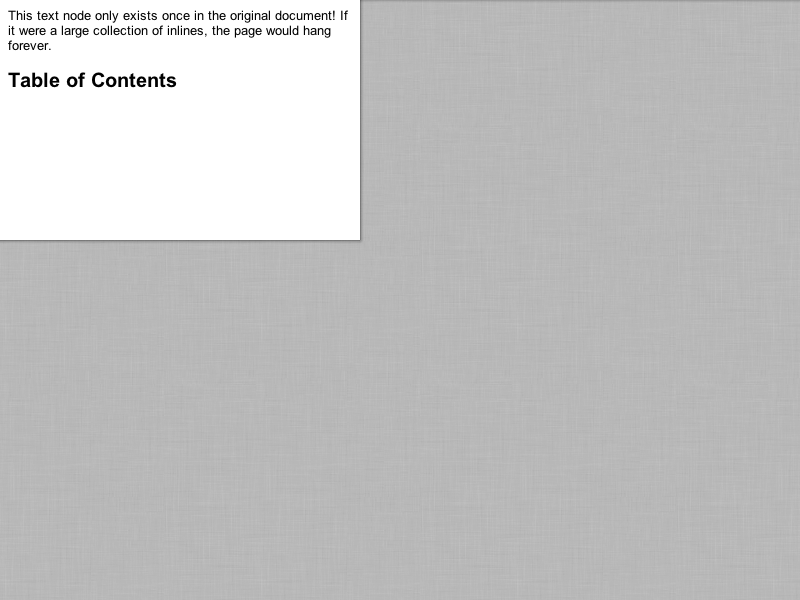 This text node only exists once in the original document! If
it were a large collection of inlines, the page would hang
forever.
Table of Contents